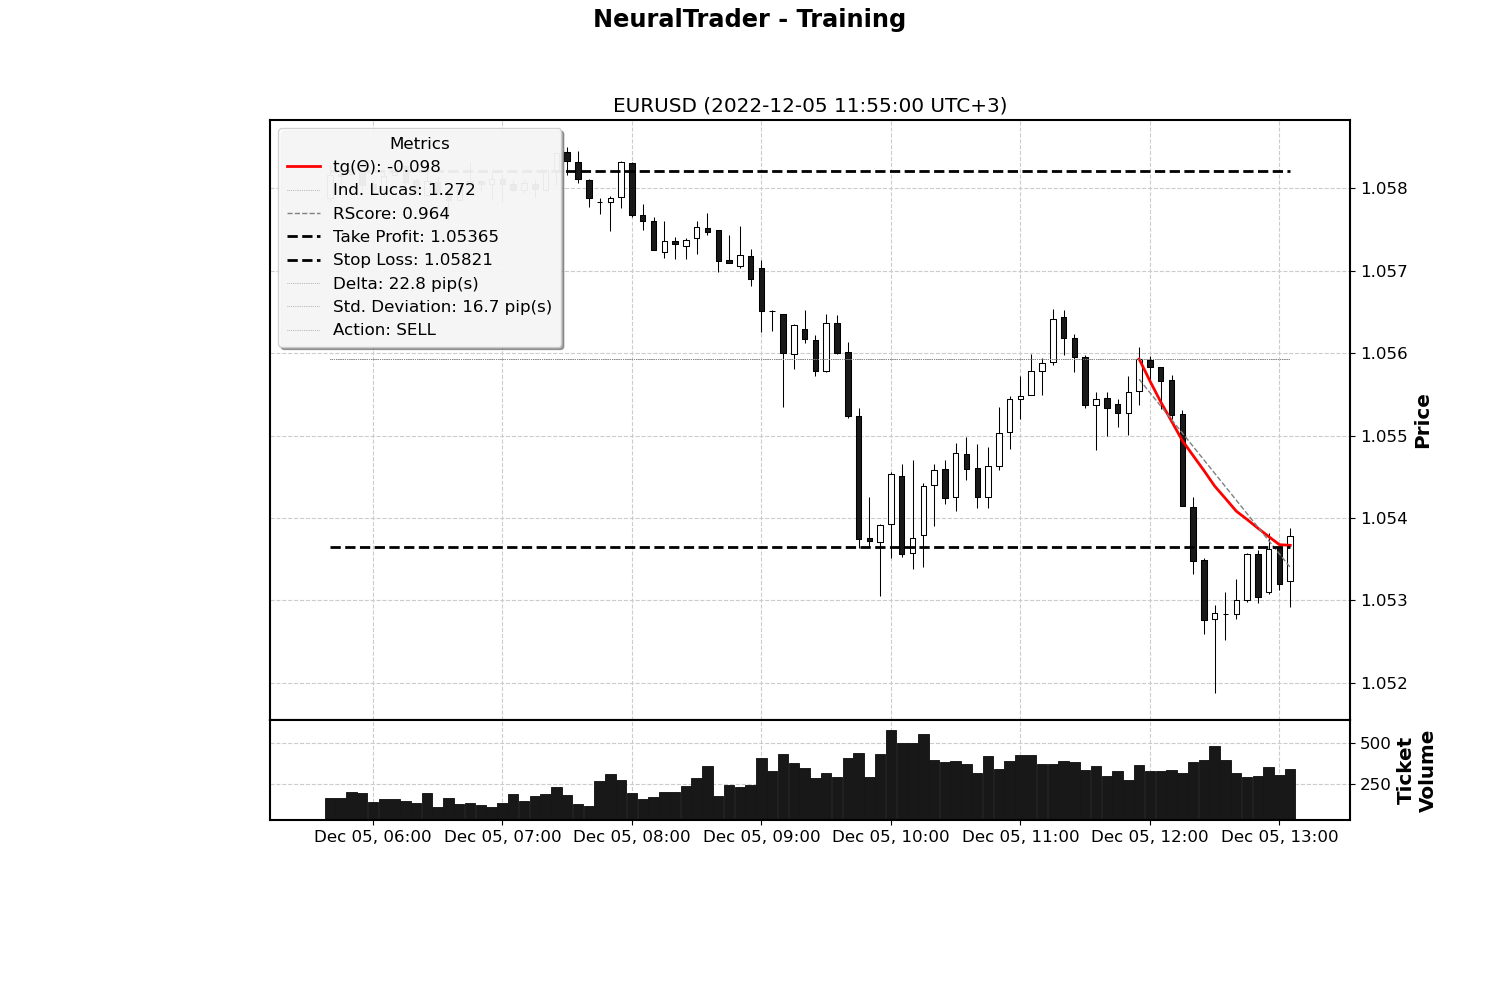 NeuralTrader - Training
EURUSD (2022-12-05 11:55:00 UTC+3)
Metrics
tg(Θ): -0.098
Ind. Lucas: 1.272
RScore: 0.964
Take Profit: 1.05365
Stop Loss: 1.05821
Delta: 22.8 pip(s)
Std. Deviation: 16.7 pip(s)
Action: SELL
1.058
1.057
1.056
1.055
1.054
1.053
1.052
Price
500
250
Ticket
Volume
Dec 05, 06:00 Dec 05, 07:00 Dec 05, 08:00 Dec 05, 09:00 Dec 05, 10:00 Dec 05, 11:00 Dec 05, 12:00 Dec 05, 13:00